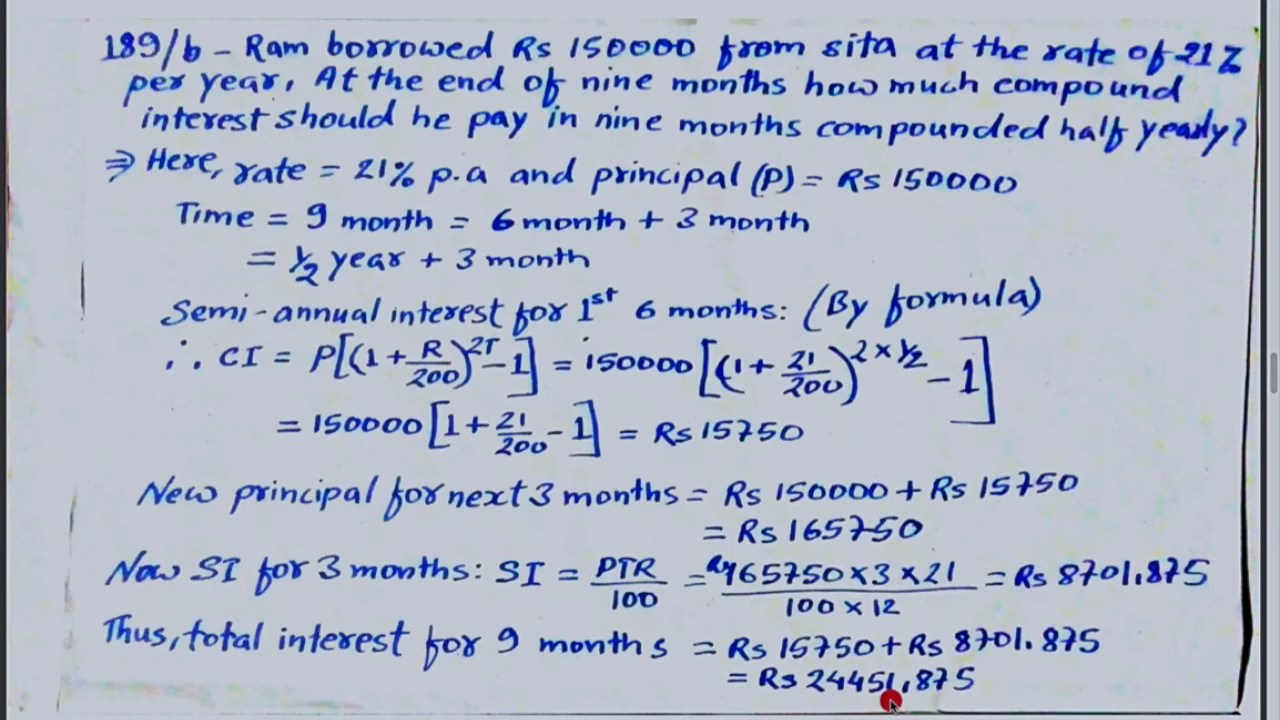 189/b - Ram borrowed Rs 150000 from sita at the rate of 21%
per year. At the end of nine months how much compound
interest should he pay in nine months compounded half yearly?
⇒ Here, rate = 21% p.a and principal (P) = Rs 150000
Time = 9 month = 6 month + 3 month
= 1/2 year + 3 month
Semi-annual interest for 1st 6 months: (By formula)
∴ CI = P[(1 + R/200)^2T - 1] = 150000 [(1 + 21/200)^2×1/2 - 1]
= 150000 [1 + 21/200 - 1] = Rs 15750
New principal for next 3 months = Rs 150000 + Rs 15750
= Rs 165750
Now SI for 3 months: SI = PTR/100 = Rs 165750 × 3 × 21 / 100 × 12 = Rs 8701.875
Thus, total interest for 9 months = Rs 15750 + Rs 8701.875
= Rs 24451.875